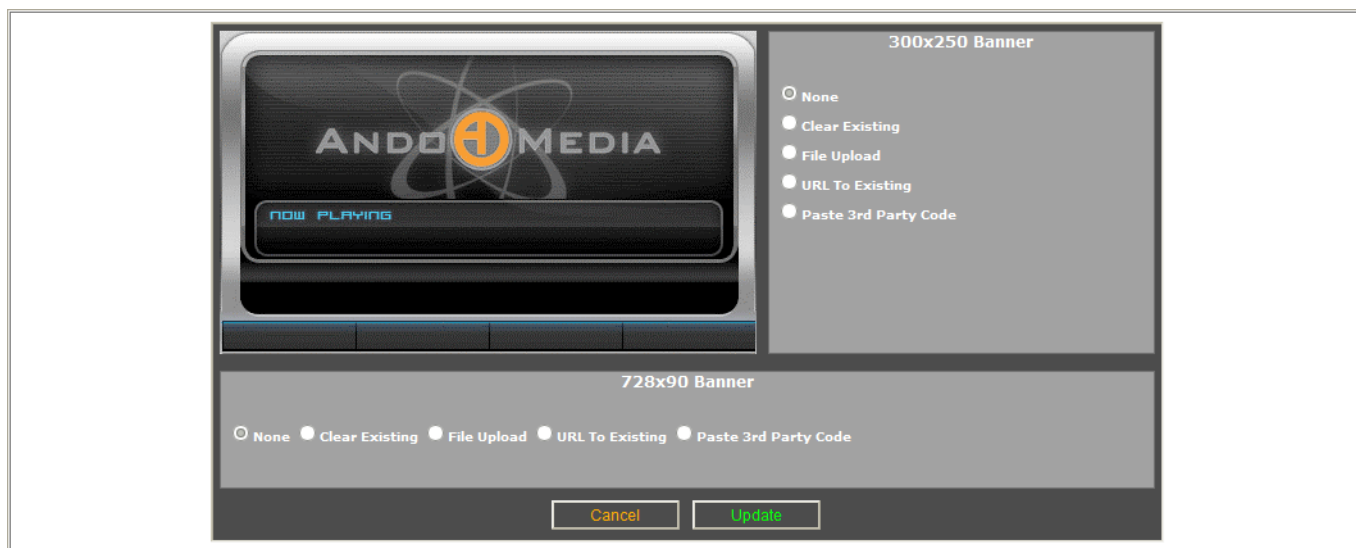 300x250 Banner
ANDO MEDIA
NOW PLAYING
None
Clear Existing
File Upload
URL To Existing
Paste 3rd Party Code
728x90 Banner
None Clear Existing File Upload URL To Existing Paste 3rd Party Code
Cancel Update